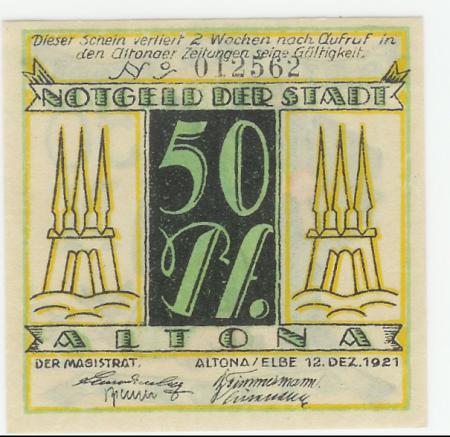 Dieser Schein verliert 2 Wochen nach Aufruf in
den Altonaer Zeitungen seine Gültigkeit.
No 012562
NOTGELD DER STADT
50
Pf.
ALTONA
DER MAGISTRAT. ALTONA/ELBE 12.DEZ.1921